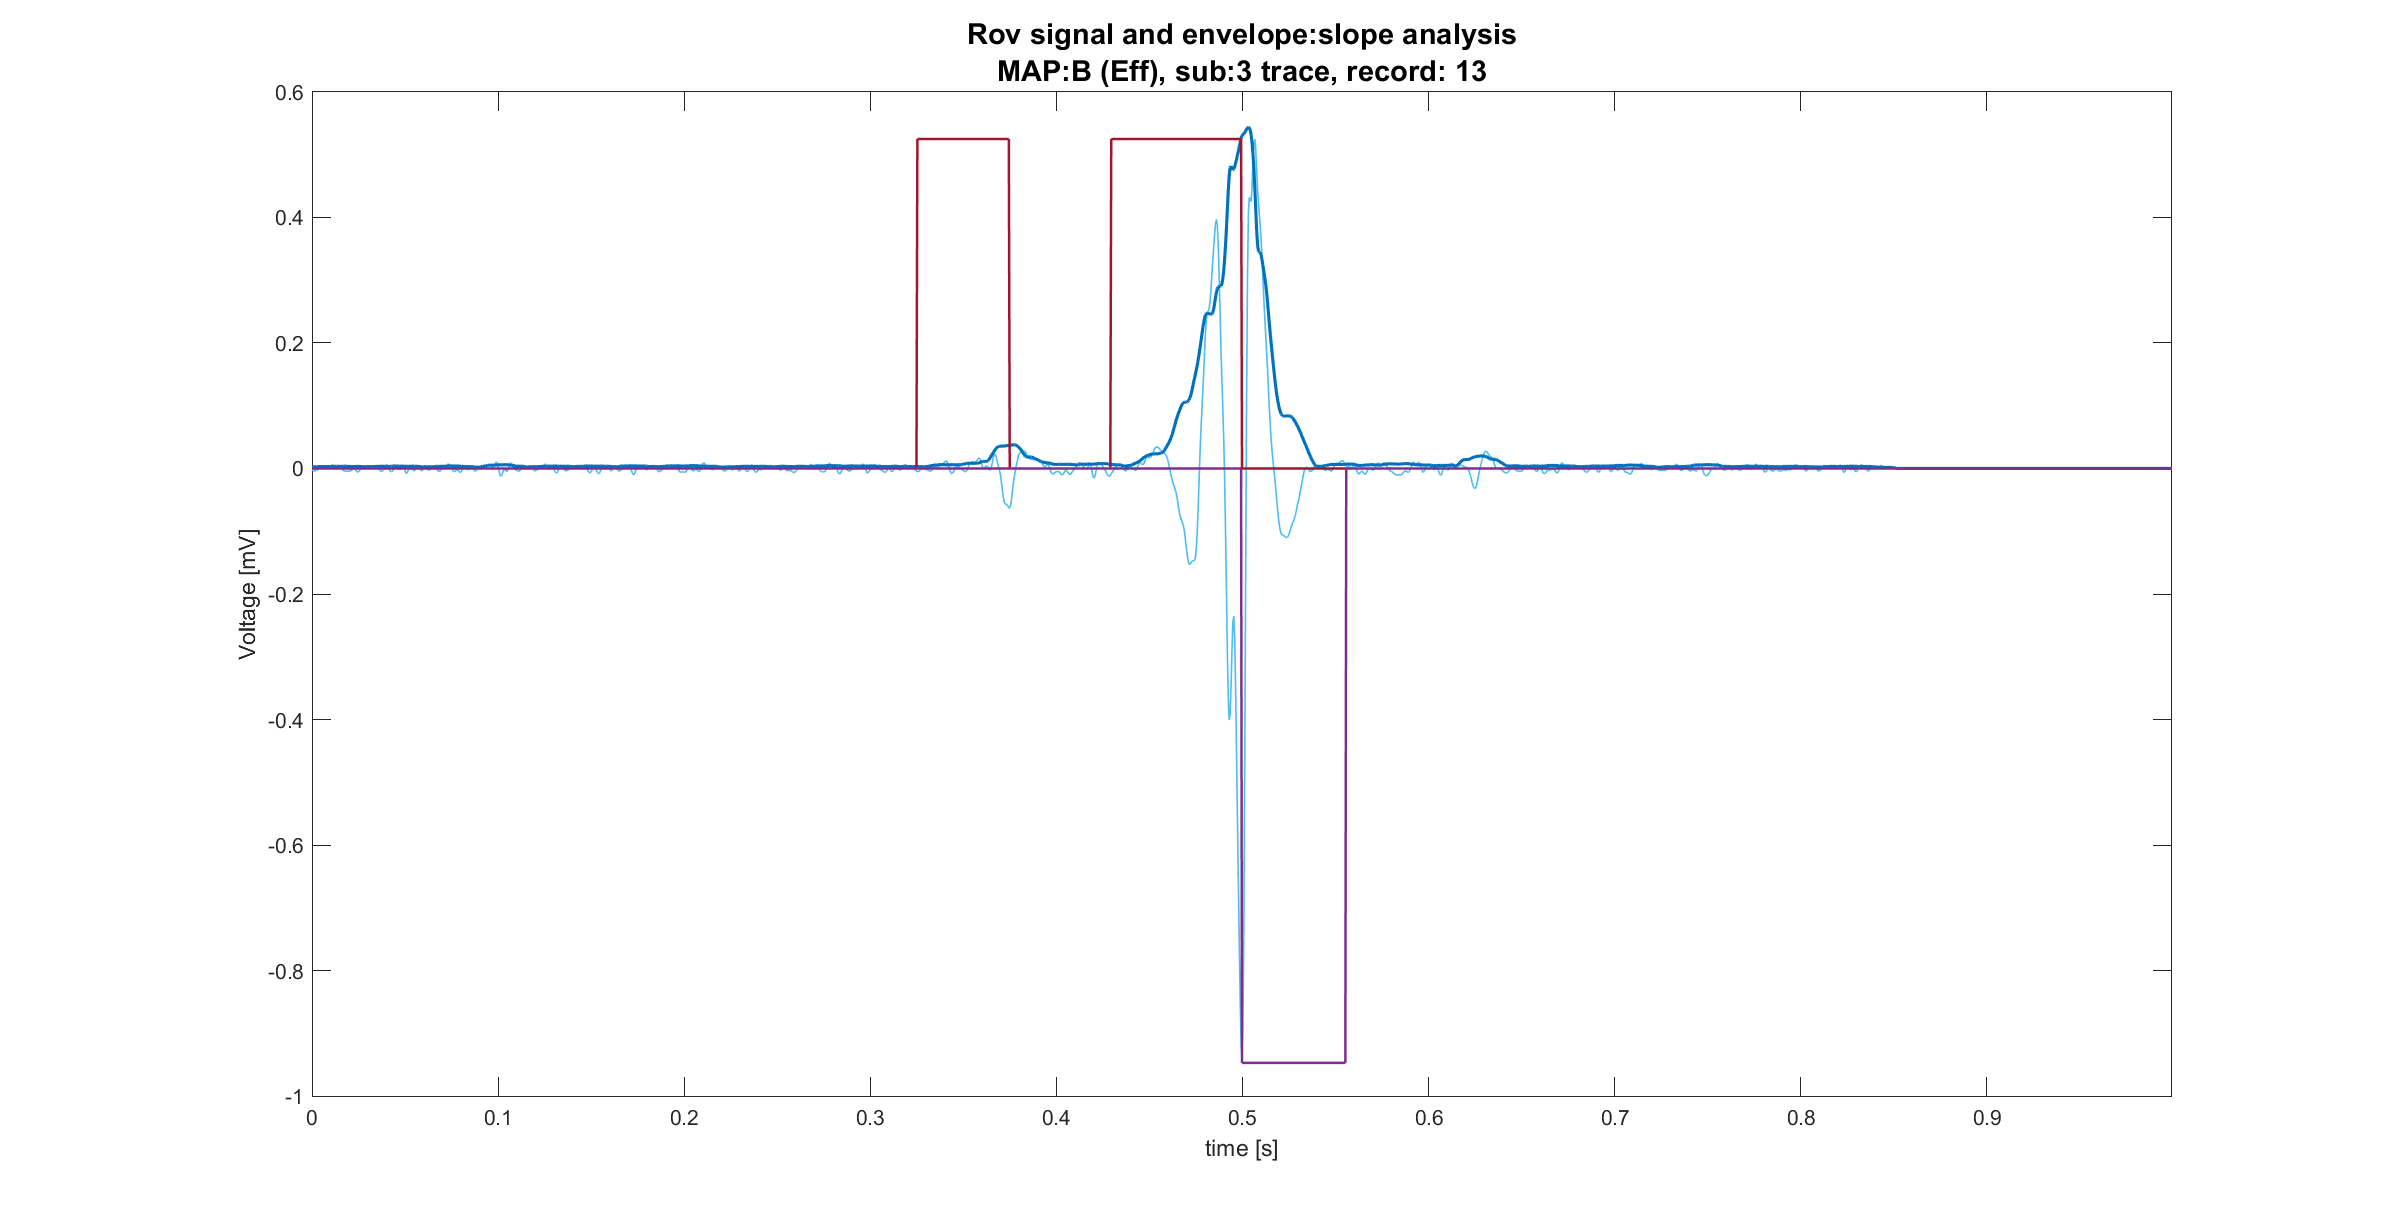 Rov signal and envelope:slope analysis
MAP:B (Eff), sub:3 trace, record: 13
0.6
0.4
0.2
0
-0.2
-0.4
-0.6
-0.8
-1
Voltage [mV]
0 0.1 0.2 0.3 0.4 0.5 0.6 0.7 0.8 0.9
time [s]